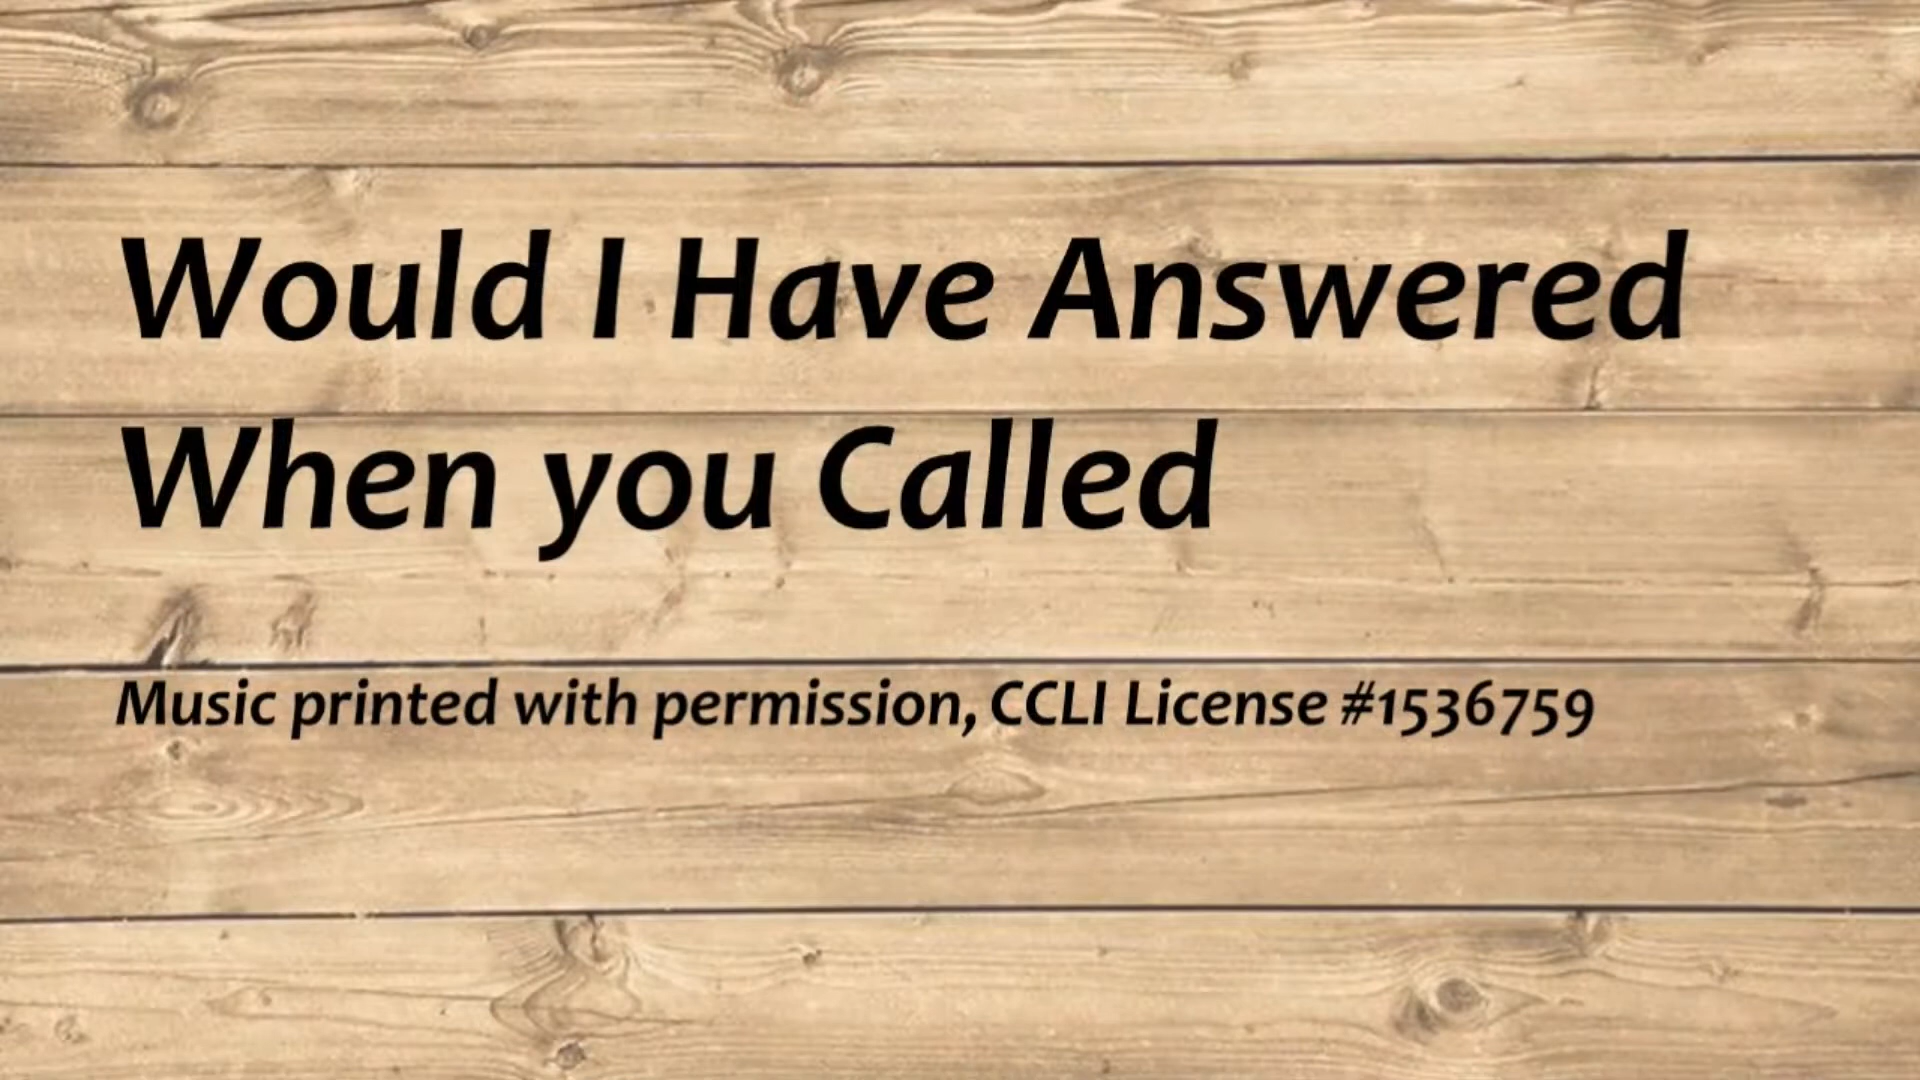 Would I Have Answered
When you Called
Music printed with permission, CCLI License #1536759